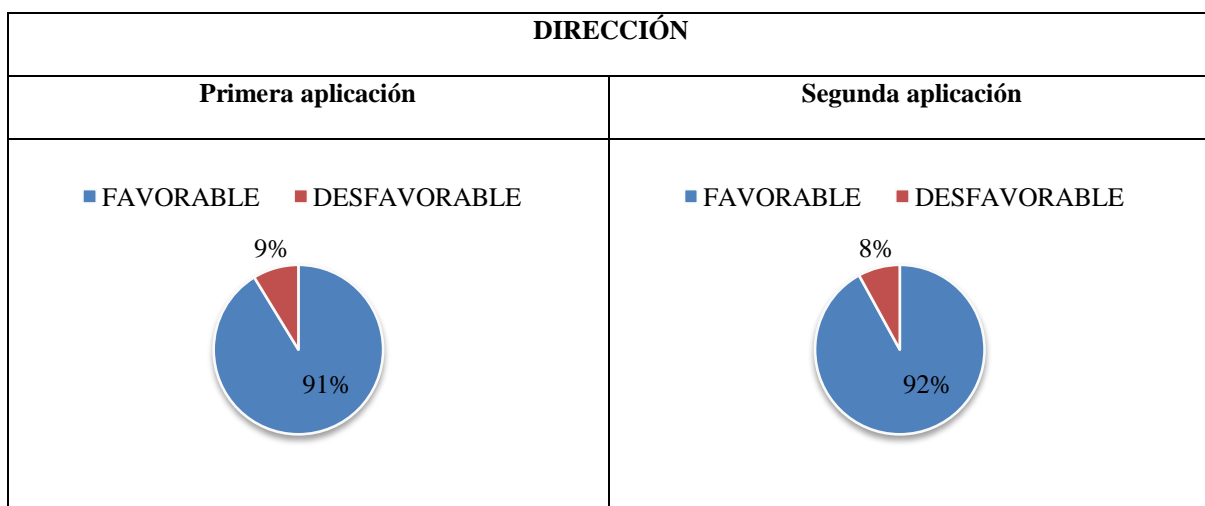 DIRECCIÓN
Primera aplicación
Segunda aplicación
FAVORABLE DESFAVORABLE
9%
91%
FAVORABLE DESFAVORABLE
8%
92%